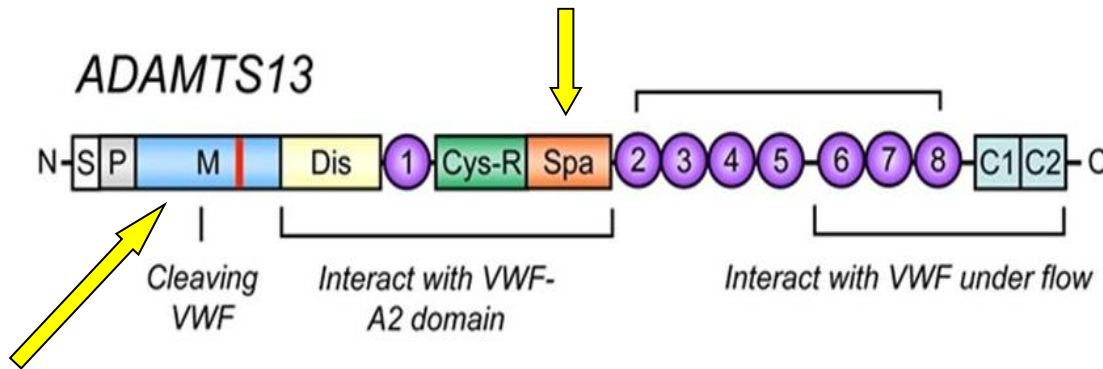 ADAMTS13
N S P M Dis 1 Cys-R Spa 2 3 4 5 6 7 8 C1 C2 C
Cleaving
VWF
Interact with VWF-
A2 domain
Interact with VWF under flow